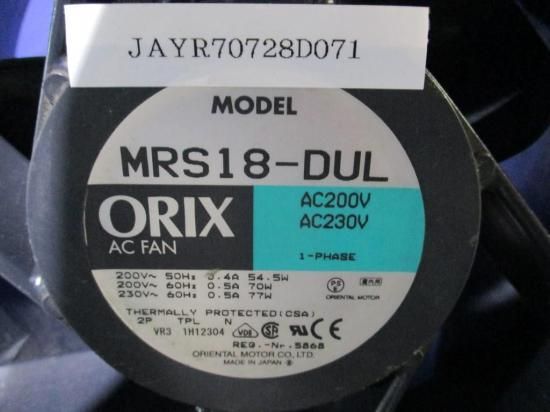 JAYR70728D071
MODEL
MRS18-DUL
ORIX
AC FAN
AC200V
AC230V
1-PHASE
200V~ 50Hz 0.4A 54.5W
200V~ 60Hz 0.5A 70W
230V~ 60Hz 0.5A 77W
PS
E
ORIENTAL MOTOR
THERMALLY PROTECTED(CSA)
2P TPL N
VR3 1H12304
VDE
REG.-Nr.5868
ORIENTAL MOTOR CO., LTD.
MADE IN JAPAN